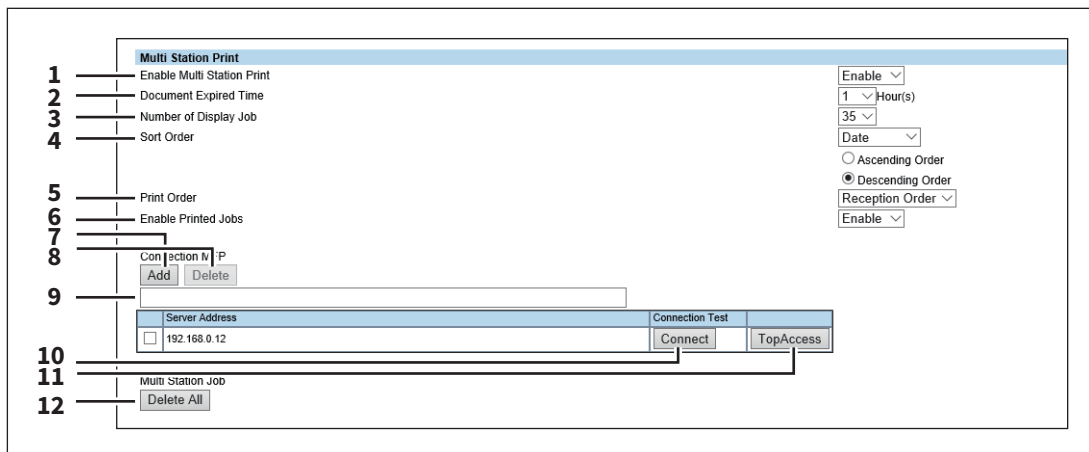 Multi Station Print
1 Enable Multi Station Print Enable
2 Document Expired Time 1 Hour(s)
3 Number of Display Job 35
4 Sort Order Date
Ascending Order
Descending Order
5 Print Order Reception Order
6 Enable Printed Jobs Enable
7
8 Connection MFP
Add Delete
9
Server Address Connection Test
192.168.0.12 Connect TopAccess
10
11
Multi Station Job
12 Delete All